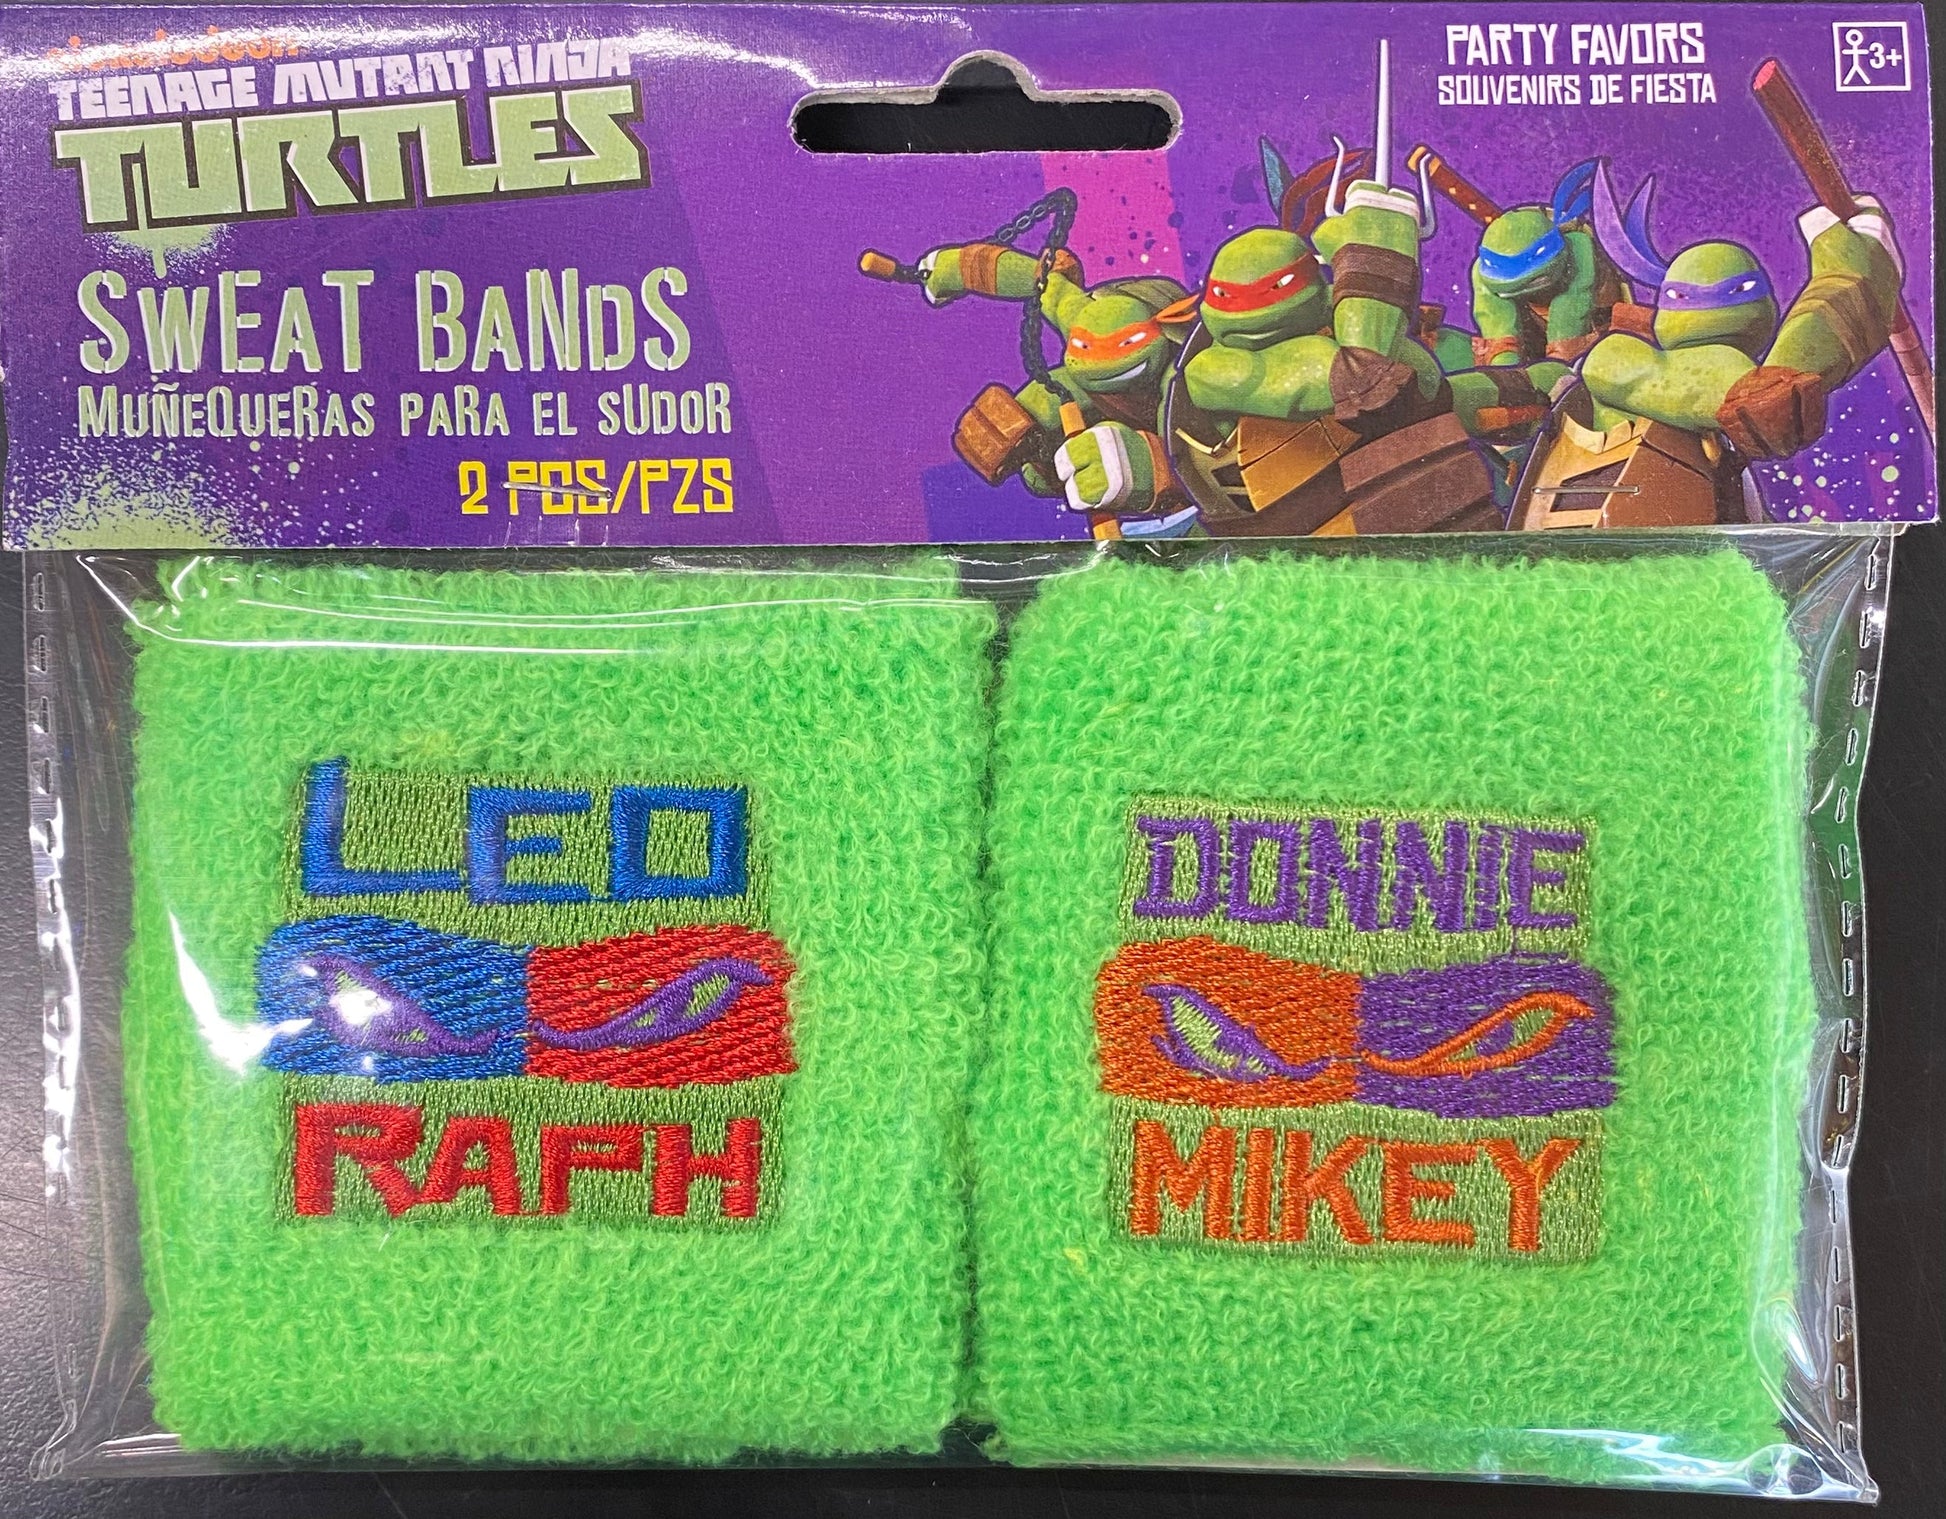 nickelodeon
TEENAGE MUTANT NINJA
TURTLES
SWEAT BANDS
MUÑEQUERAS PARA EL SUDOR
2 PCS/PZS
PARTY FAVORS
SOUVENIRS DE FIESTA
3+
LEO
RAPH
DONNIE
MIKEY